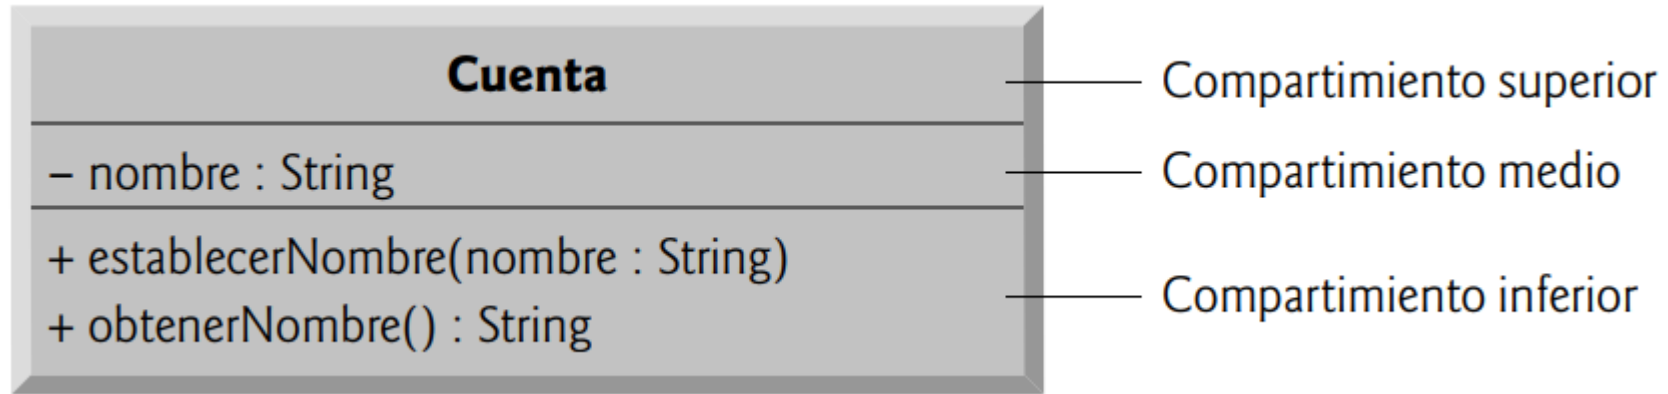 Cuenta
Compartimiento superior
– nombre : String
Compartimiento medio
+ establecerNombre(nombre : String)
+ obtenerNombre() : String
Compartimiento inferior